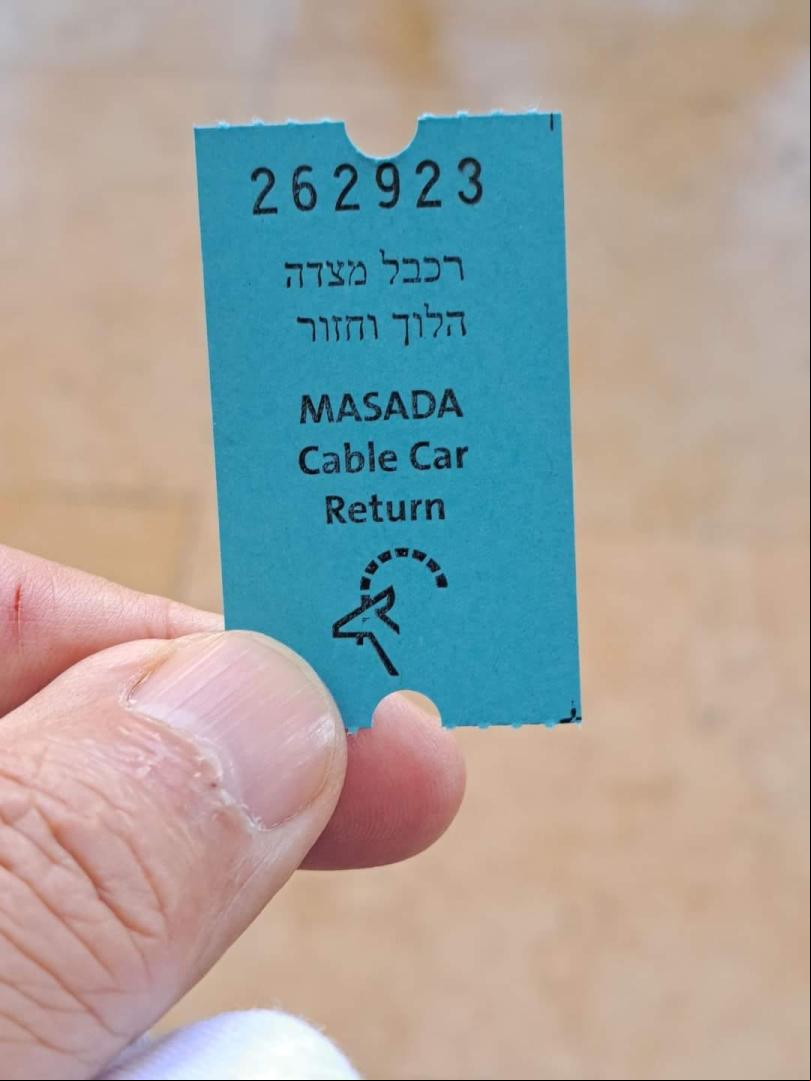 262923
רכבל מצדה
הלוך וחזור
MASADA
Cable Car
Return